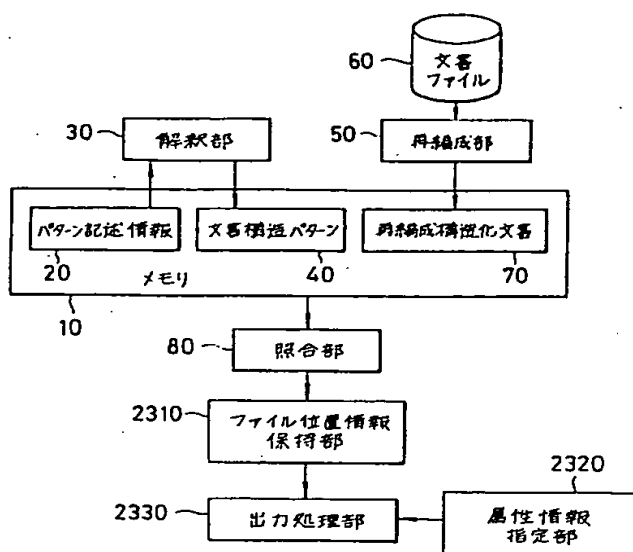 60
文書
ファイル
30
解釈部
50
再編成部
パターン記述情報
文書構造パターン
再編成構造化文書
20
メモリ
40
70
10
80
照合部
2310
ファイル位置情報
保持部
2320
2330
出力処理部
属性情報
指定部